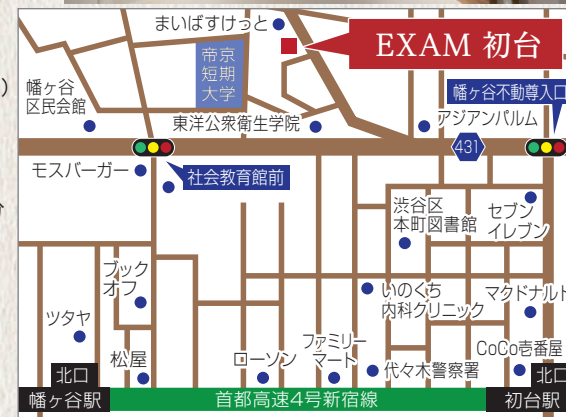 まいばすけっと
EXAM 初台
帝京
短期
大学
）
幡ヶ谷
区民会館
幡ヶ谷不動尊入口
東洋公衆衛生学院
アジアンパルム
431
モスバーガー
社会教育館前
渋谷区
本町図書館
セブン
イレブン
ブック
オフ
いのくち
内科クリニック
マクドナルド
ツタヤ
松屋
ローソン
ファミリー
マート
代々木警察署
CoCo壱番屋
北口
幡ヶ谷駅
首都高速4号新宿線
北口
初台駅